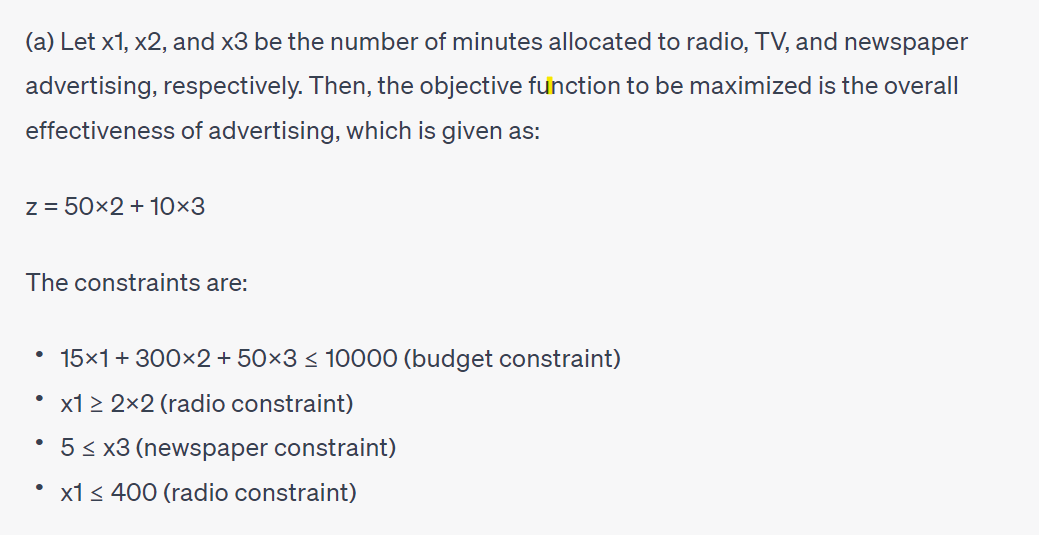 (a) Let x1, x2, and x3 be the number of minutes allocated to radio, TV, and newspaper
advertising, respectively. Then, the objective function to be maximized is the overall
effectiveness of advertising, which is given as:
z = 50×2 + 10×3
The constraints are:
• 15×1 + 300×2 + 50×3 ≤ 10000 (budget constraint)
• x1 ≥ 2×2 (radio constraint)
• 5 ≤ x3 (newspaper constraint)
• x1 ≤ 400 (radio constraint)